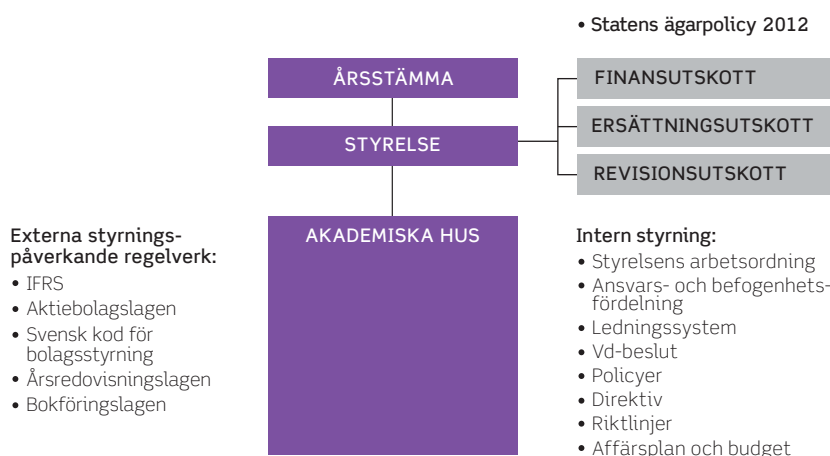 • Statens ägarpolicy 2012
ÅRSSTÄMMA
STYRELSE
FINANSUTSKOTT
ERSÄTTNINGSUTSKOTT
REVISIONSUTSKOTT
AKADEMISKA HUS
Externa styrnings-
påverkande regelverk:
• IFRS
• Aktiebolagslagen
• Svensk kod för
bolagsstyrning
• Årsredovisningslagen
• Bokföringslagen
Intern styrning:
• Styrelsens arbetsordning
• Ansvars- och befogenhets-
fördelning
• Ledningssystem
• Vd-beslut
• Policyer
• Direktiv
• Riktlinjer
• Affärsplan och budget